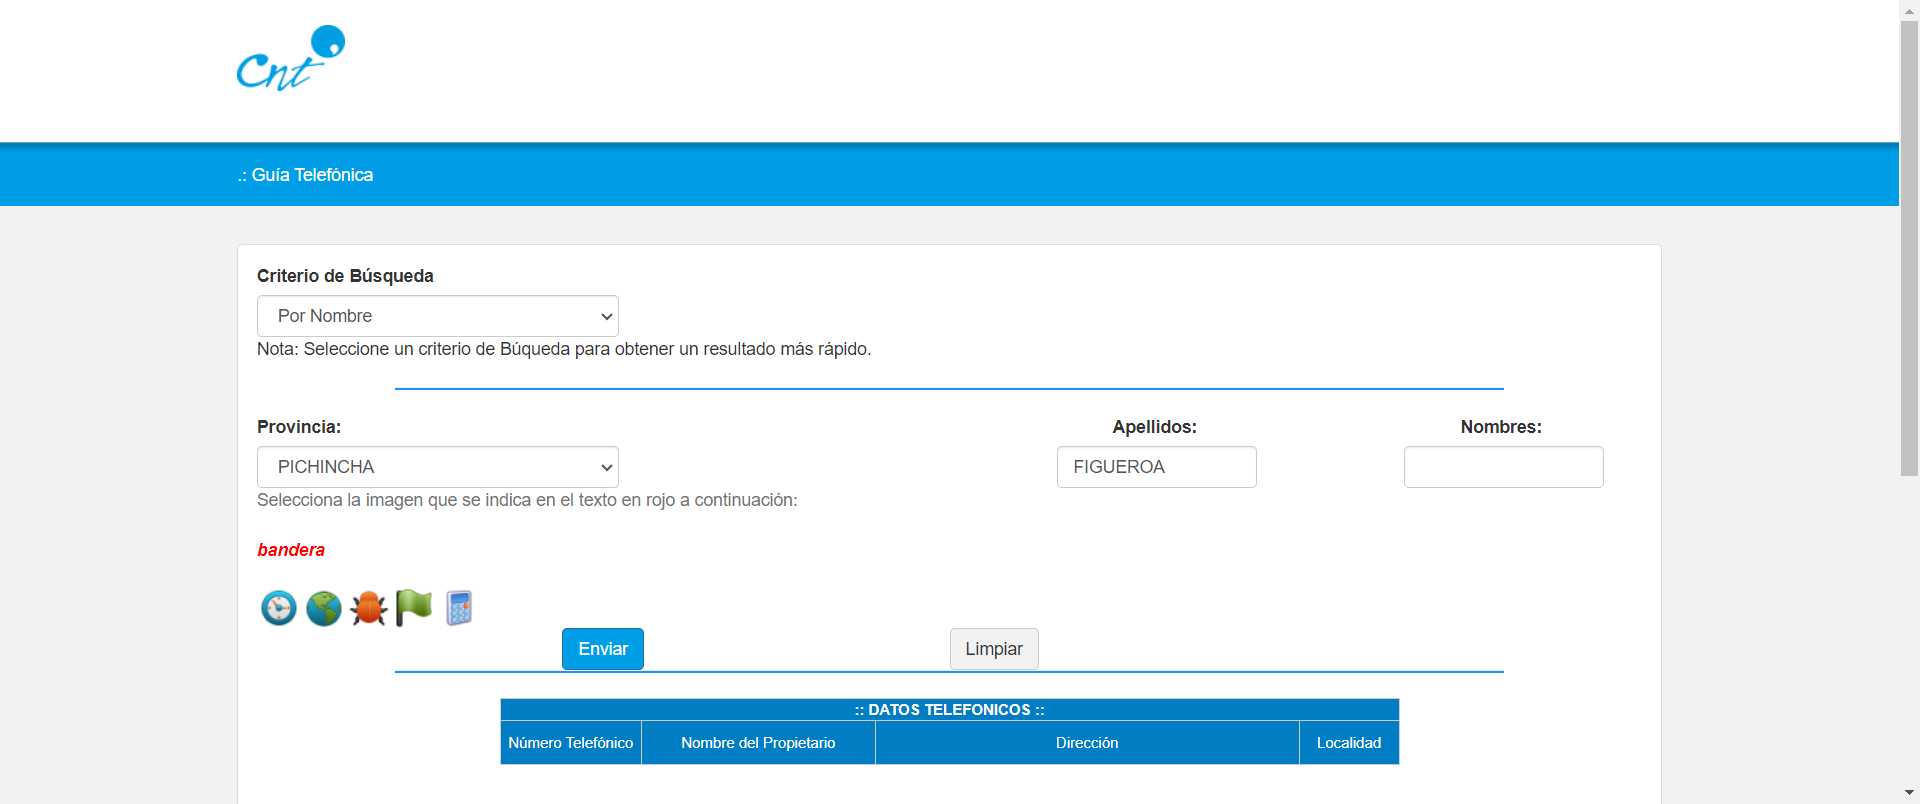 Cnt
.: Guía Telefónica
Criterio de Búsqueda
Por Nombre
Nota: Seleccione un criterio de Búqueda para obtener un resultado más rápido.
Provincia: Apellidos: Nombres:
PICHINCHA FIGUEROA
Selecciona la imagen que se indica en el texto en rojo a continuación:
bandera
Enviar Limpiar
:: DATOS TELEFONICOS ::
Número Telefónico Nombre del Propietario Dirección Localidad